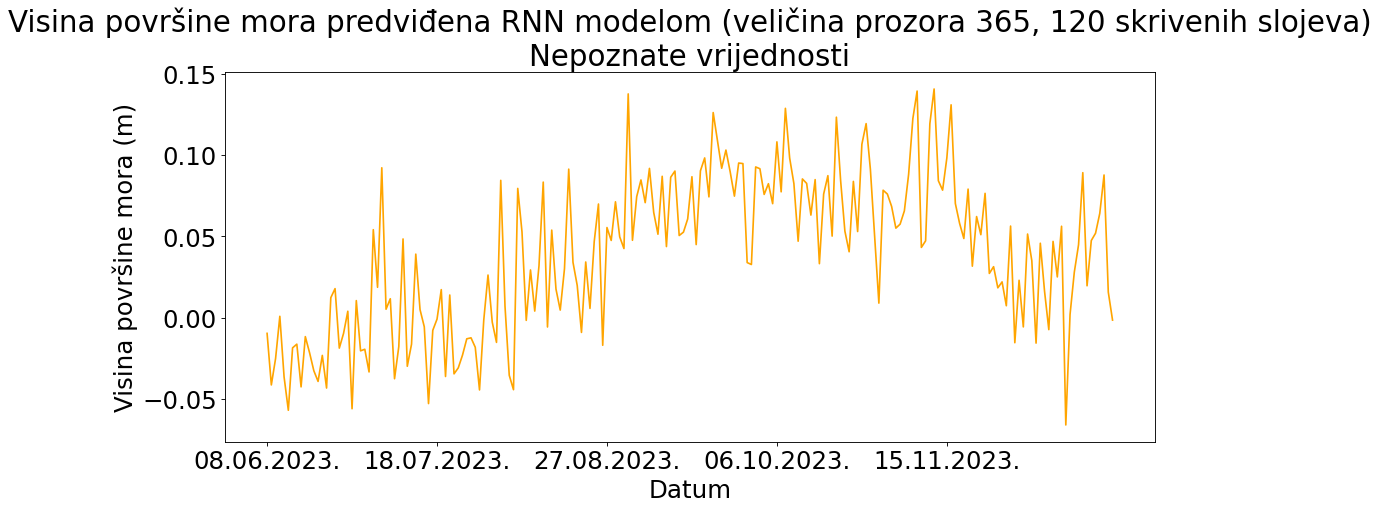 Visina površine mora predviđena RNN modelom (veličina prozora 365, 120 skrivenih slojeva)
Nepoznate vrijednosti
0.15
0.10
0.05
0.00
−0.05
Visina površine mora (m)
08.06.2023. 18.07.2023. 27.08.2023. 06.10.2023. 15.11.2023.
Datum